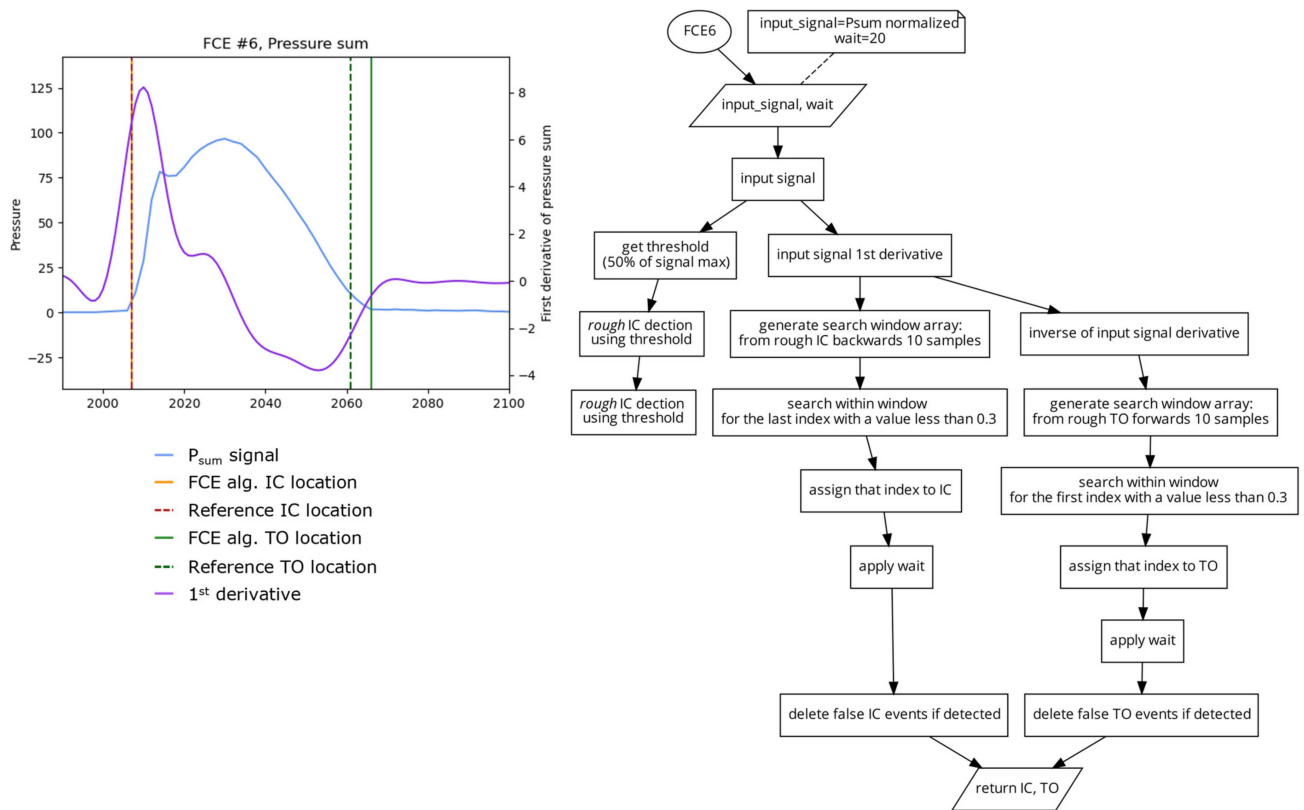 FCE #6, Pressure sum
Pressure
125
100
75
50
25
0
−25
2000
2020
2040
2060
2080
2100
8
6
4
2
0
−2
−4
First derivative of pressure sum
Psum signal
FCE alg. IC location
Reference IC location
FCE alg. TO location
Reference TO location
1st derivative
FCE6
input_signal=Psum normalized
wait=20
input_signal, wait
input signal
get threshold
(50% of signal max)
input signal 1st derivative
rough IC dection
using threshold
generate search window array:
from rough IC backwards 10 samples
inverse of input signal derivative
rough IC dection
using threshold
search within window
for the last index with a value less than 0.3
generate search window array:
from rough TO forwards 10 samples
assign that index to IC
search within window
for the first index with a value less than 0.3
apply wait
assign that index to TO
apply wait
delete false IC events if detected
delete false TO events if detected
return IC, TO